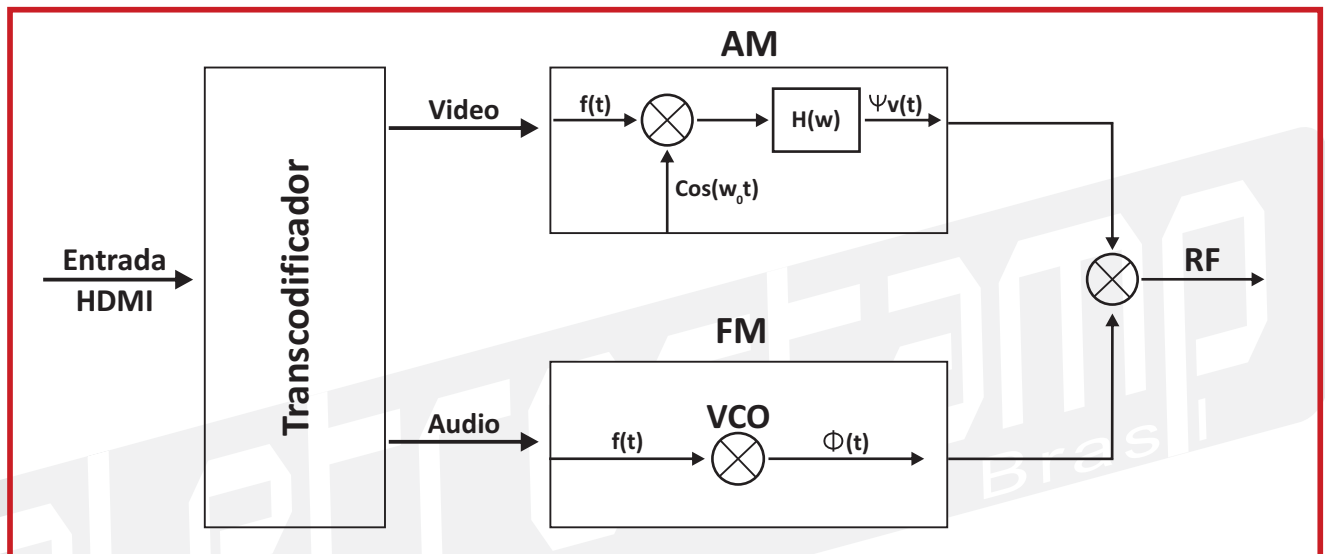 AM
Video
f(t)
H(w)
Ψv(t)
Cos(w₀t)
Entrada
HDMI
Transcodificador
RF
FM
Audio
VCO
f(t)
Φ(t)
Brasil